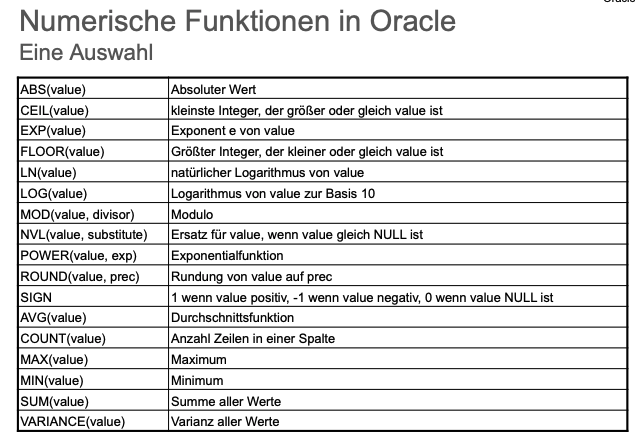 Numerische Funktionen in Oracle
Eine Auswahl
ABS(value) Absoluter Wert
CEIL(value) kleinste Integer, der größer oder gleich value ist
EXP(value) Exponent e von value
FLOOR(value) Größter Integer, der kleiner oder gleich value ist
LN(value) natürlicher Logarithmus von value
LOG(value) Logarithmus von value zur Basis 10
MOD(value, divisor) Modulo
NVL(value, substitute) Ersatz für value, wenn value gleich NULL ist
POWER(value, exp) Exponentialfunktion
ROUND(value, prec) Rundung von value auf prec
SIGN 1 wenn value positiv, -1 wenn value negativ, 0 wenn value NULL ist
AVG(value) Durchschnittsfunktion
COUNT(value) Anzahl Zeilen in einer Spalte
MAX(value) Maximum
MIN(value) Minimum
SUM(value) Summe aller Werte
VARIANCE(value) Varianz aller Werte